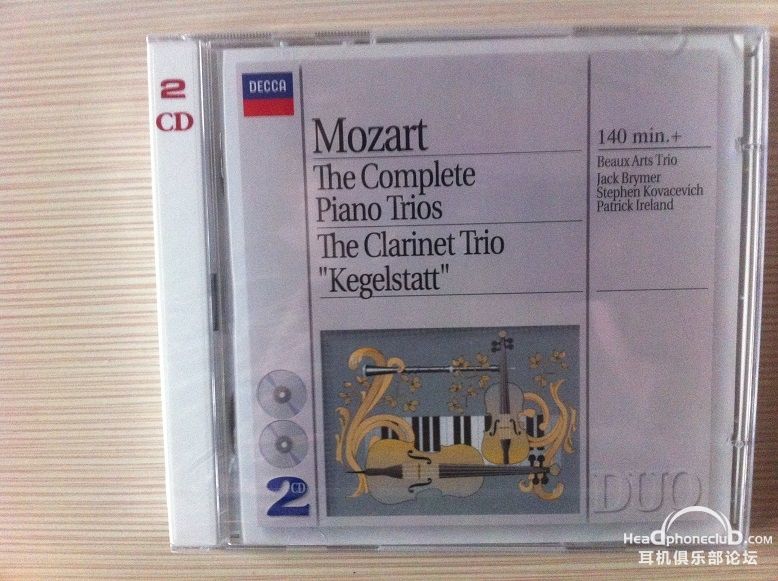 2
CD
DECCA
Mozart
The Complete
Piano Trios
The Clarinet Trio
"Kegelstatt"
140 min.+
Beaux Arts Trio
Jack Brymer
Stephen Kovacevich
Patrick Ireland
2CD
DUO
HeadphonecluD.com
耳机俱乐部论坛